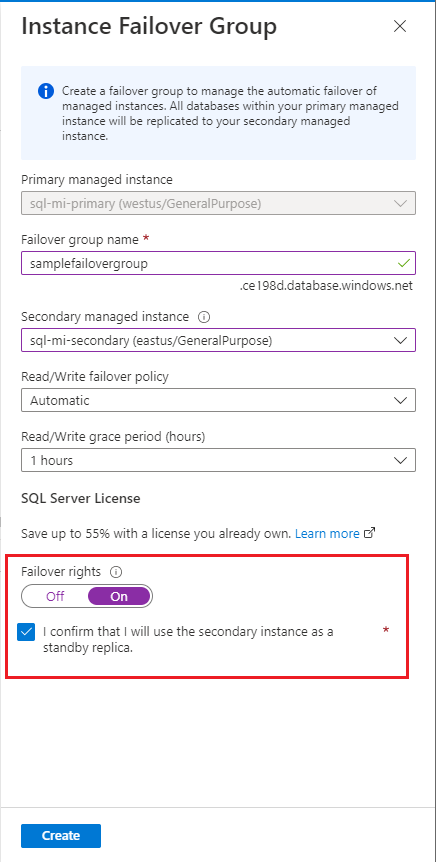 Instance Failover Group
Create a failover group to manage the automatic failover of
managed instances. All databases within your primary managed
instance will be replicated to your secondary managed
instance.
Primary managed instance
sql-mi-primary (westus/GeneralPurpose)
Failover group name *
samplefailovergroup
.ce198d.database.windows.net
Secondary managed instance
sql-mi-secondary (eastus/GeneralPurpose)
Read/Write failover policy
Automatic
Read/Write grace period (hours)
1 hours
SQL Server License
Save up to 55% with a license you already own. Learn more
Failover rights
Off On
I confirm that I will use the secondary instance as a *
standby replica.
Create